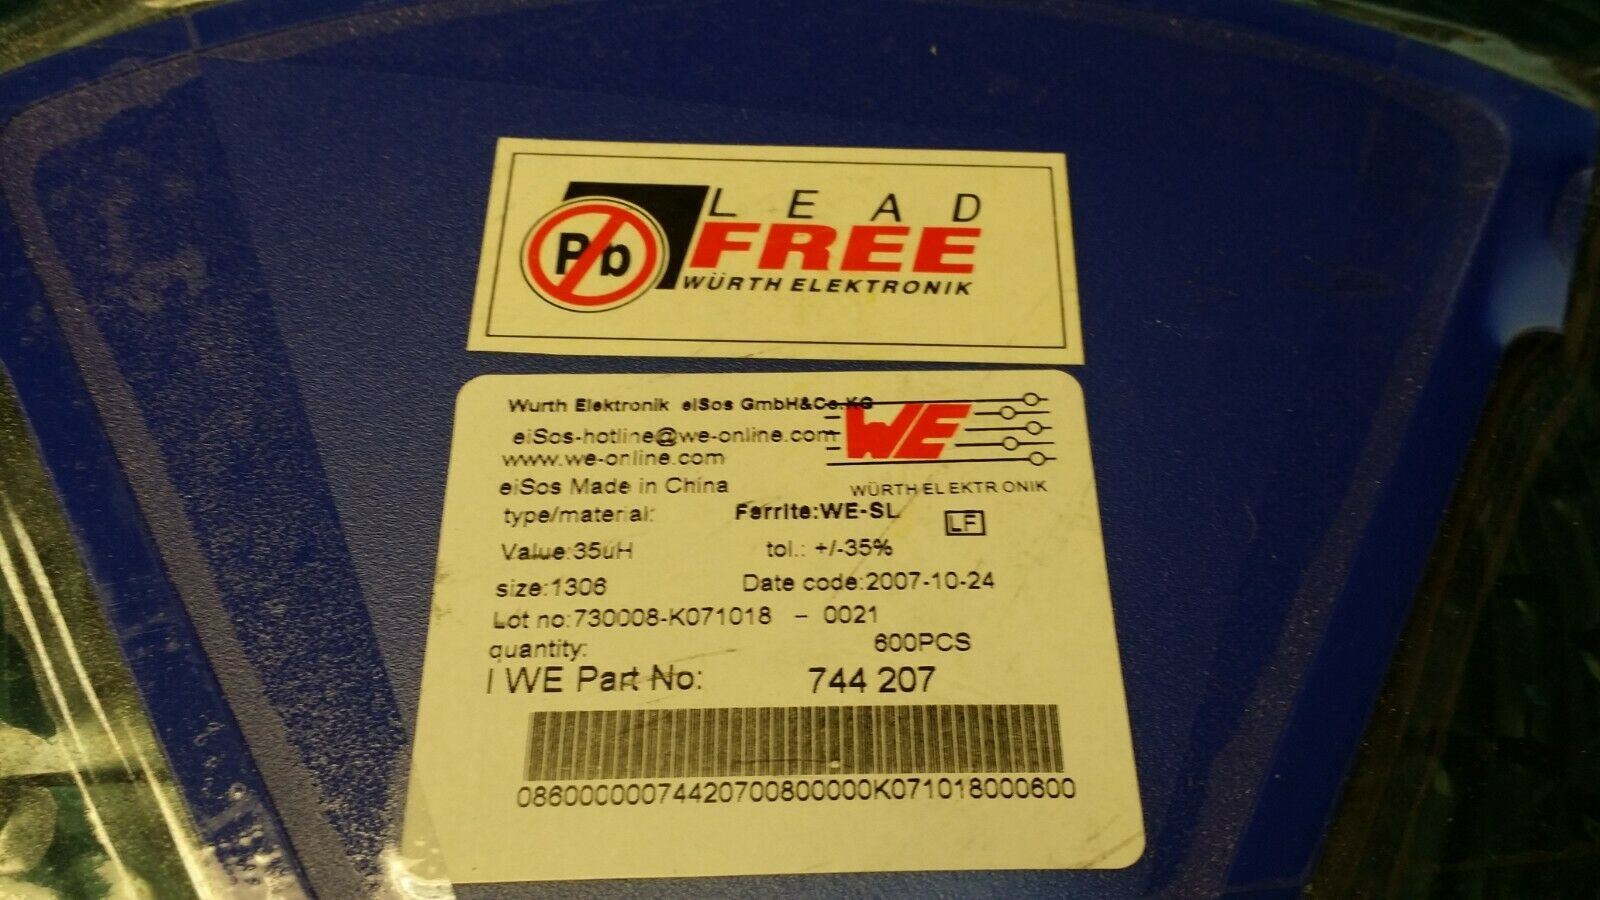 Pb
LEAD
FREE
WÜRTH ELEKTRONIK
Wurth Elektronik eiSos GmbH&Co.KG
eiSos-hotline@we-online.com
www.we-online.com
WE
eiSos Made in China
WÜRTH ELEKTRONIK
type/material: Ferrite:WE-SL LF
Value:35uH tol.: +/-35%
size:1306 Date code:2007-10-24
Lot no:730008-K071018 - 0021
quantity: 600PCS
I WE Part No: 744 207
08600000074420700800000K071018000600